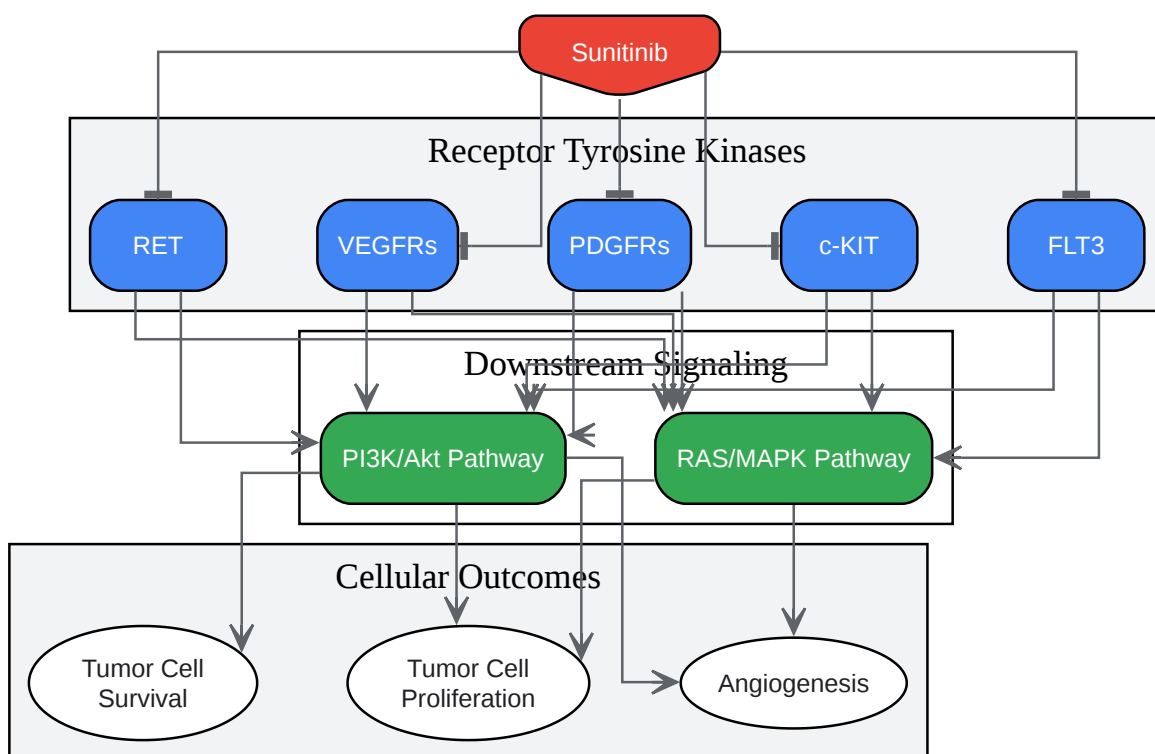 Sunitinib
Receptor Tyrosine Kinases
RET
VEGFRs
PDGFRs
c-KIT
FLT3
Downstream Signaling
PI3K/Akt Pathway
RAS/MAPK Pathway
Cellular Outcomes
Tumor Cell
Survival
Tumor Cell
Proliferation
Angiogenesis